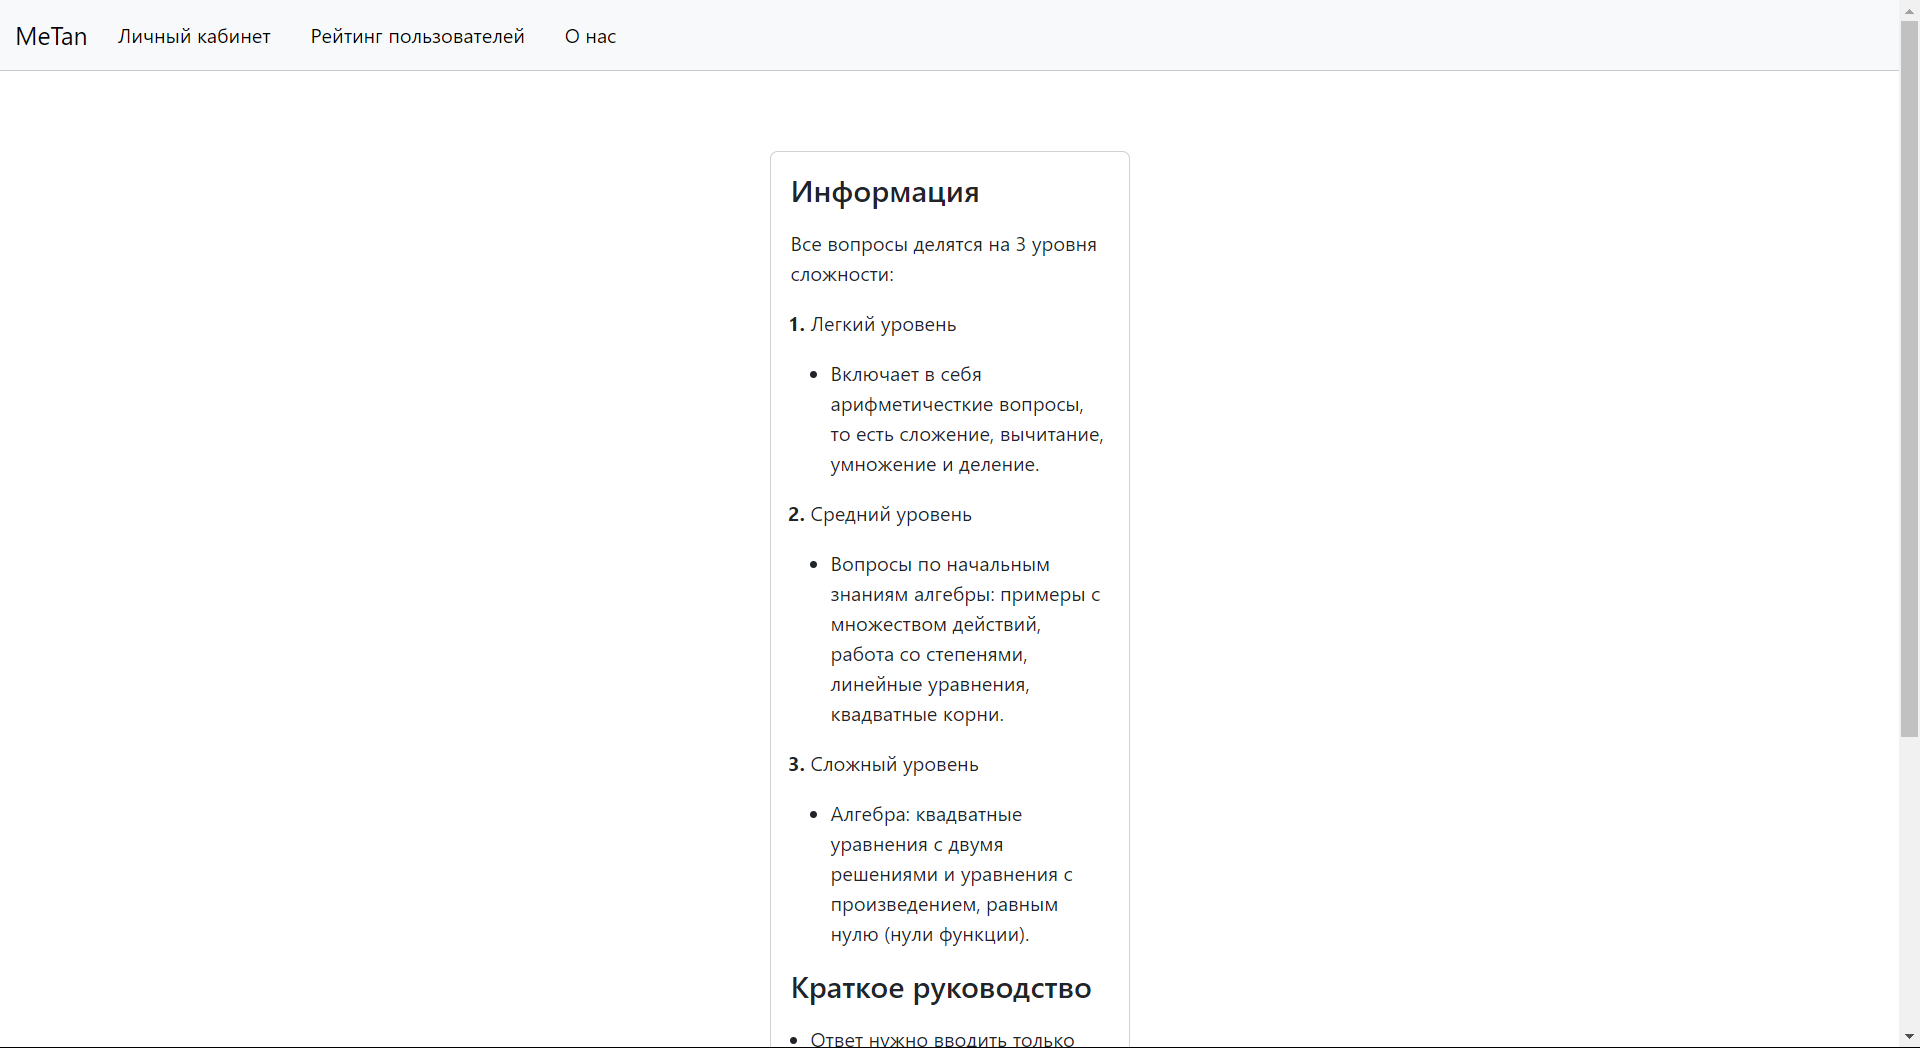 MeTan Личный кабинет Рейтинг пользователей О нас
Информация
Все вопросы делятся на 3 уровня
сложности:
1. Легкий уровень
• Включает в себя
арифметичесткие вопросы,
то есть сложение, вычитание,
умножение и деление.
2. Средний уровень
• Вопросы по начальным
знаниям алгебры: примеры с
множеством действий,
работа со степенями,
линейные уравнения,
квадватные корни.
3. Сложный уровень
• Алгебра: квадватные
уравнения с двумя
решениями и уравнения с
произведением, равным
нулю (нули функции).
Краткое руководство
• Ответ нужно вводить только